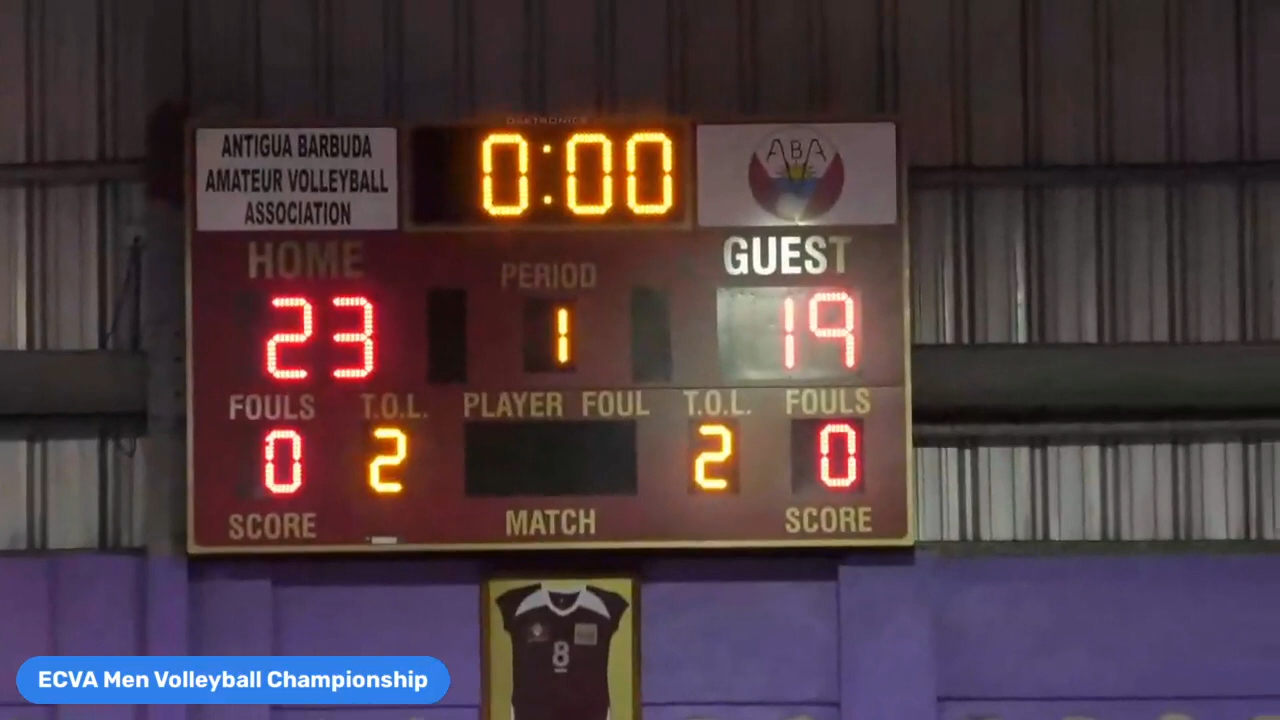 DAKTRONICS
ANTIGUA BARBUDA
AMATEUR VOLLEYBALL
ASSOCIATION
0:00
ABA
HOME
PERIOD
GUEST
23
1
19
FOULS
T.O.L.
PLAYER FOUL
T.O.L.
FOULS
0
2
2
0
SCORE
MATCH
SCORE
8
ECVA Men Volleyball Championship